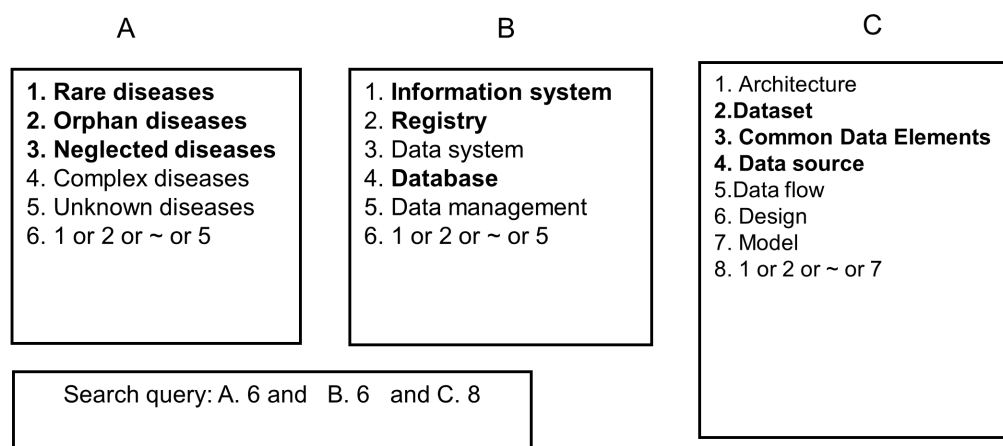 A
1. Rare diseases
2. Orphan diseases
3. Neglected diseases
4. Complex diseases
5. Unknown diseases
6. 1 or 2 or ~ or 5
B
1. Information system
2. Registry
3. Data system
4. Database
5. Data management
6. 1 or 2 or ~ or 5
C
1. Architecture
2.Dataset
3. Common Data Elements
4. Data source
5.Data flow
6. Design
7. Model
8. 1 or 2 or ~ or 7
Search query: A. 6 and B. 6 and C. 8